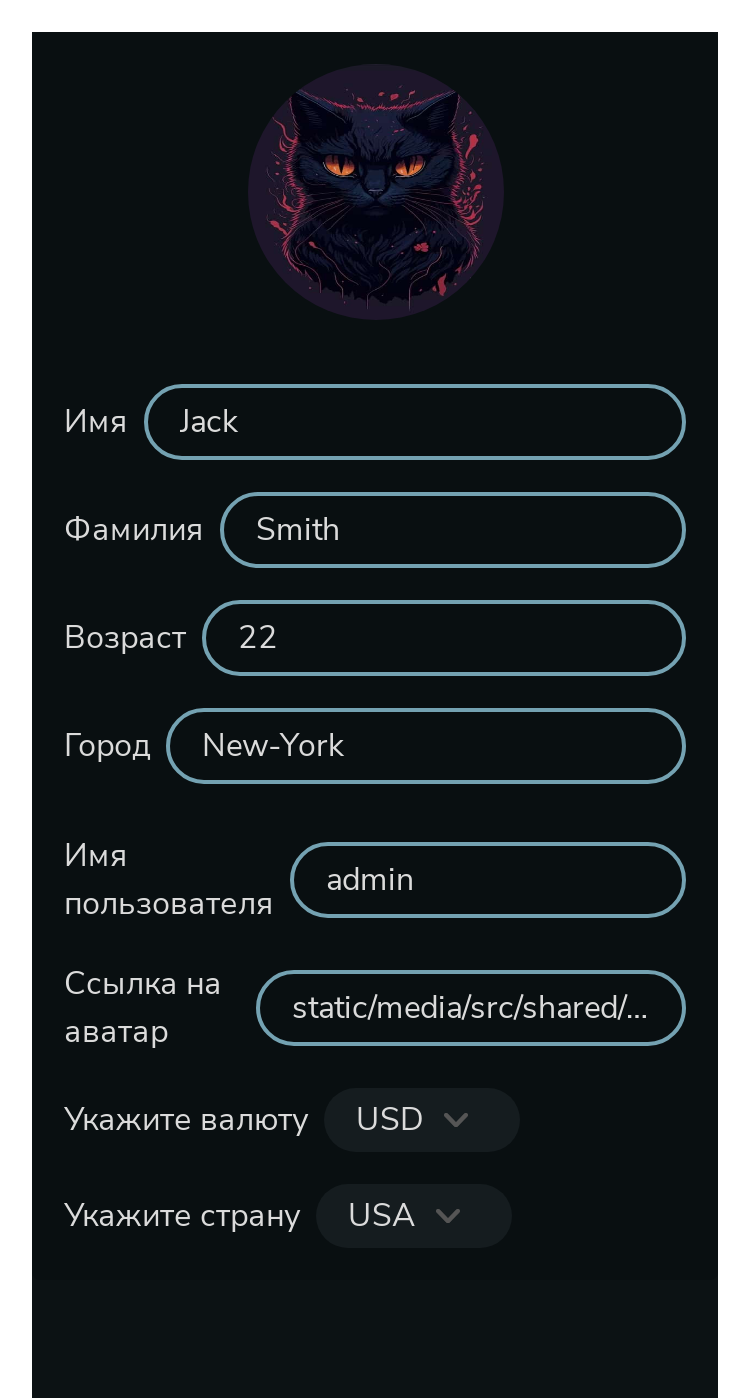 Имя Jack
Фамилия Smith
Возраст 22
Город New-York
Имя
пользователя admin
Ссылка на
аватар static/media/src/shared/...
Укажите валюту USD
Укажите страну USA